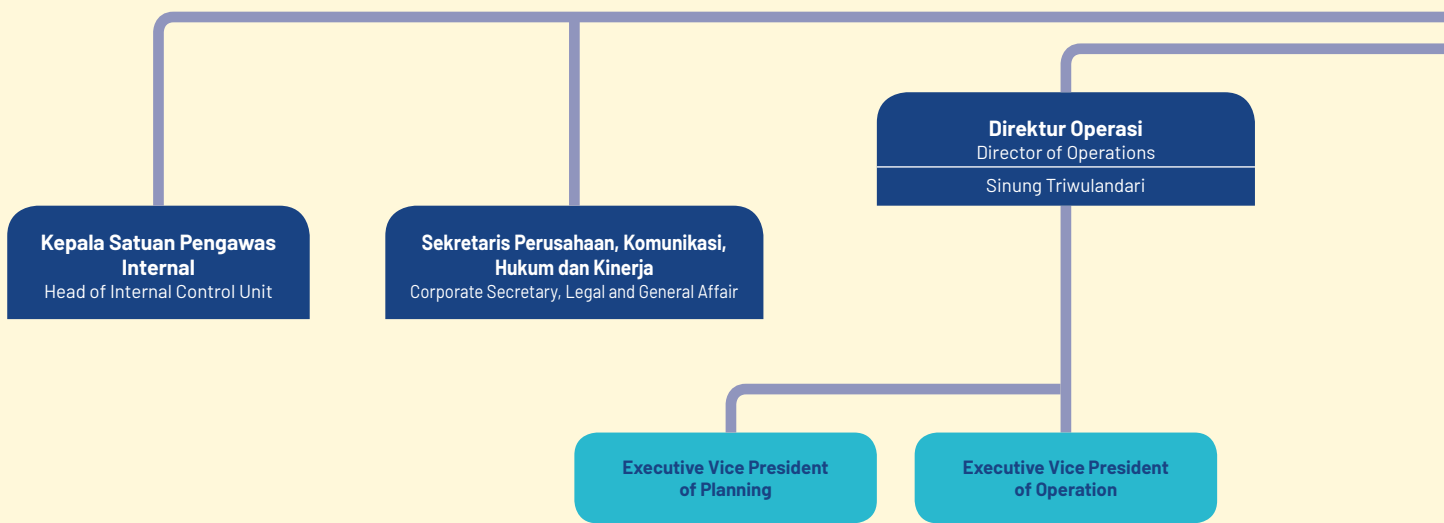 Direktur Operasi
Director of Operations
Sinung Triwulandari
Kepala Satuan Pengawas
Internal
Head of Internal Control Unit
Sekretaris Perusahaan, Komunikasi,
Hukum dan Kinerja
Corporate Secretary, Legal and General Affair
Executive Vice President
of Planning
Executive Vice President
of Operation